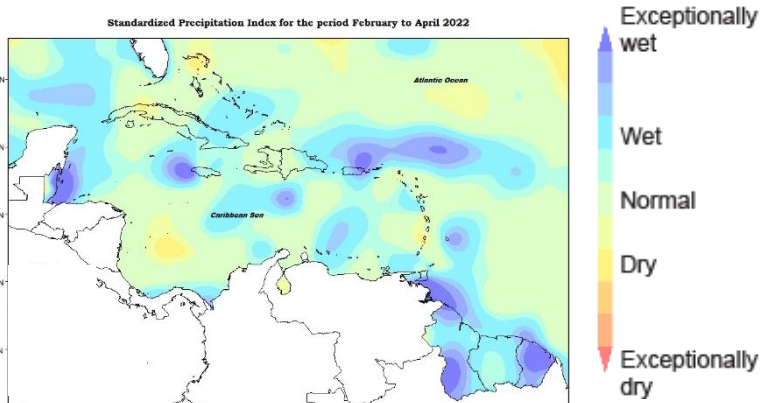 Standardized Precipitation Index for the period February to April 2022
Exceptionally
wet
Atlantic Ocean
Wet
Normal
Caribbean Sea
Dry
Exceptionally
dry